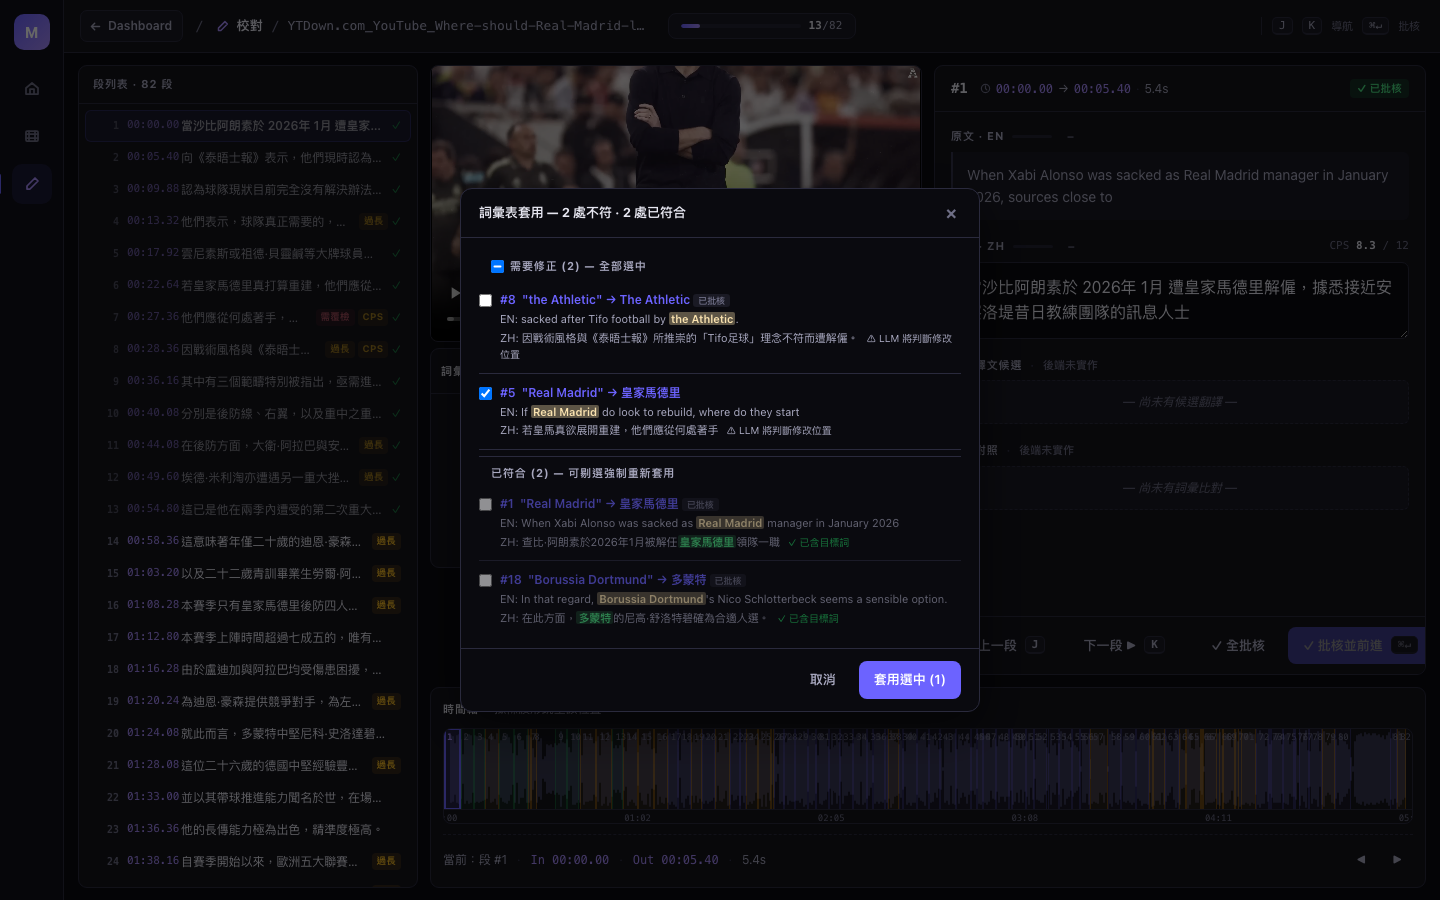 M
← Dashboard / 校對 / YTDown.com_YouTube_Where-should-Real-Madrid-l… 13/82 J K 導航 ⌘↵ 批核
段列表 · 82 段
1 00:00.00 當沙比阿朗素於 2026年 1月 遭皇家… ✓
2 00:05.40 向《泰晤士報》表示，他們現時認為… ✓
3 00:09.88 認為球隊現狀目前完全沒有解決辦法… ✓
4 00:13.32 他們表示，球隊真正需要的，… 過長 ✓
5 00:17.92 雲尼素斯或祖德·貝靈鹹等大牌球員… ✓
6 00:22.64 若皇家馬德里真打算重建，他們應從… ✓
7 00:27.36 他們應從何處著手，… 需覆檢 CPS ✓
8 00:28.36 因戰術風格與《泰晤士… 過長 CPS ✓
9 00:36.16 其中有三個範疇特別被指出，亟需進… ✓
10 00:40.08 分別是後防線、右翼，以及重中之重… ✓
11 00:44.08 在後防方面，大衛·阿拉巴與安… 過長 ✓
12 00:49.60 埃德·米利淘亦遭遇另一重大挫… 過長 ✓
13 00:54.80 這已是他在兩季內遭受的第二次重大… ✓
14 00:58.36 這意味著年僅二十歲的迪恩·豪森… 過長
15 01:03.20 以及二十二歲青訓畢業生勞爾·阿… 過長
16 01:08.28 本賽季只有皇家馬德里後防四人… 過長
17 01:12.80 本賽季上陣時間超過七成五的，唯有…
18 01:16.28 由於盧迪加與阿拉巴均受傷患困擾，…
19 01:20.24 為迪恩·豪森提供競爭對手，為左… 過長
20 01:24.08 就此而言，多蒙特中堅尼科·史洛達碧…
21 01:28.08 這位二十六歲的德國中堅經驗豐… 過長
22 01:33.00 並以其帶球推進能力聞名於世，在場…
23 01:36.36 他的長傳能力極為出色，精準度極高。
24 01:38.16 自賽季開始以來，歐洲五大聯賽… 過長
#1 00:00.00 → 00:05.40 · 5.4s ✓ 已批核
原文 · EN —
When Xabi Alonso was sacked as Real Madrid manager in January
026, sources close to
ZH — CPS 8.3 / 12
沙比阿朗素於 2026年 1月 遭皇家馬德里解僱，據悉接近安
洛堤昔日教練團隊的訊息人士
譯文候選 · 後端未實作
— 尚未有候選翻譯 —
對照 · 後端未實作
— 尚未有詞彙比對 —
上一段 J 下一段 ▶ K ✓ 全批核 ✓ 批核並前進 ⌘↵
詞彙表套用 — 2 處不符 · 2 處已符合 ×
需要修正 (2) — 全部選中
#8 "the Athletic" → The Athletic 已批核
EN: sacked after Tifo football by the Athletic.
ZH: 因戰術風格與《泰晤士報》所推崇的「Tifo足球」理念不符而遭解僱。 ⚠ LLM 將判斷修改
位置
#5 "Real Madrid" → 皇家馬德里
EN: If Real Madrid do look to rebuild, where do they start
ZH: 若皇馬真欲展開重建，他們應從何處著手 ⚠ LLM 將判斷修改位置
已符合 (2) — 可剔選強制重新套用
#1 "Real Madrid" → 皇家馬德里 已批核
EN: When Xabi Alonso was sacked as Real Madrid manager in January 2026
ZH: 查比·阿朗素於2026年1月被解任皇家馬德里領隊一職 ✓ 已含目標詞
#18 "Borussia Dortmund" → 多蒙特 已批核
EN: In that regard, Borussia Dortmund's Nico Schlotterbeck seems a sensible option.
ZH: 在此方面，多蒙特的尼高·舒洛特碧確為合適人選。 ✓ 已含目標詞
取消 套用選中 (1)
時間
00 01:02 02:05 03:08 04:11 05:
當前：段 #1 · In 00:00.00 · Out 00:05.40 · 5.4s ◀ ▶